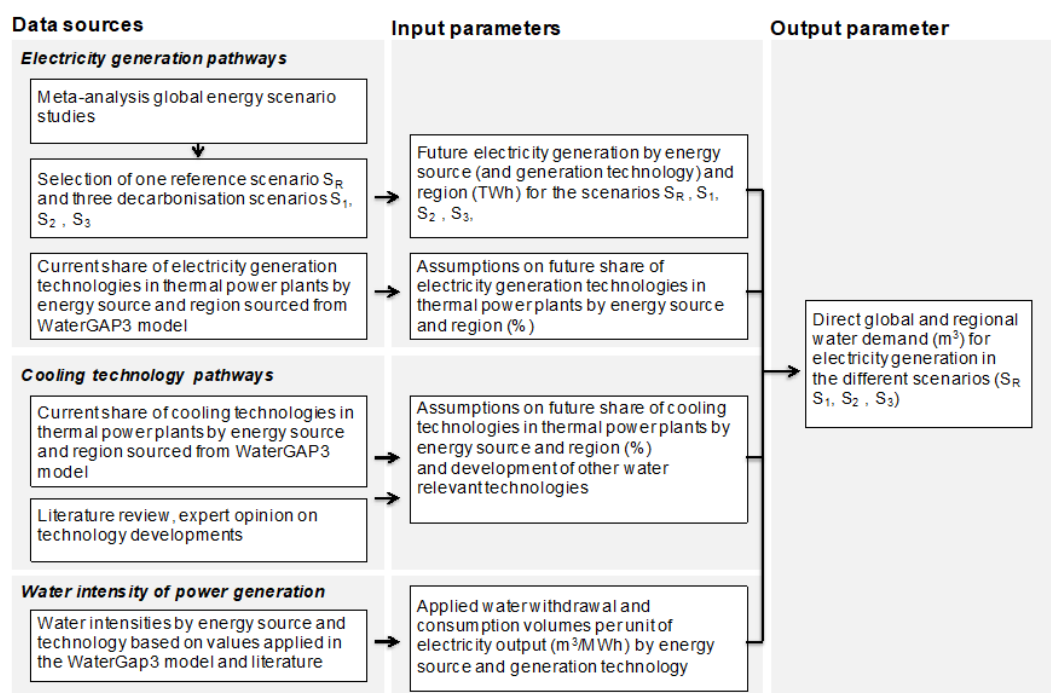 Data sources
Input parameters
Output parameter
Electricity generation pathways
Meta-analysis global energy scenario
studies
Selection of one reference scenario S_R
and three decarbonisation scenarios S₁,
S₂ , S₃
Future electricity generation by energy
source (and generation technology) and
region (TWh) for the scenarios S_R , S₁,
S₂ , S₃,
Current share of electricity generation
technologies in thermal power plants by
energy source and region sourced from
WaterGAP3 model
Assumptions on future share of
electricity generation technologies in
thermal power plants by energy source
and region (%)
Direct global and regional
water demand (m³) for
electricity generation in
the different scenarios (S_R
S₁, S₂ , S₃)
Cooling technology pathways
Current share of cooling technologies in
thermal power plants by energy source
and region sourced from WaterGAP3
model
Literature review, expert opinion on
technology developments
Assumptions on future share of cooling
technologies in thermal power plants by
energy source and region (%)
and development of other water
relevant technologies
Water intensity of power generation
Water intensities by energy source and
technology based on values applied in
the WaterGap3 model and literature
Applied water withdrawal and
consumption volumes per unit of
electricity output (m³/MWh) by energy
source and generation technology